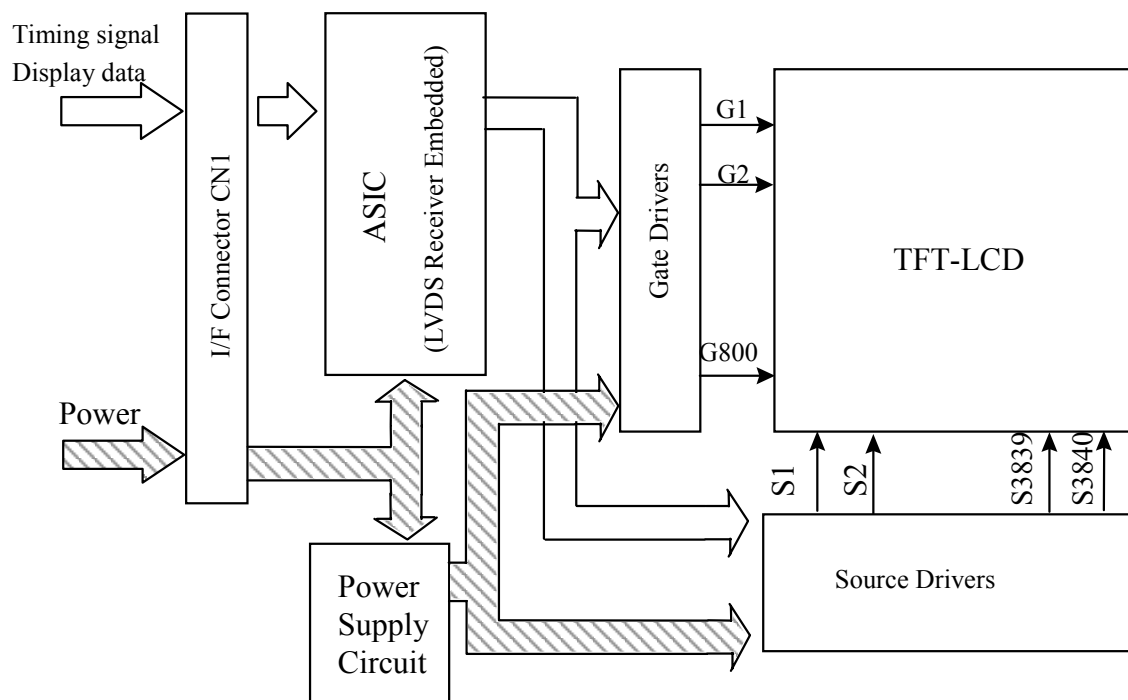 Timing signal
Display data
Power
I/F Connector CN1
ASIC
(LVDS Receiver Embedded)
Power
Supply
Circuit
Gate Drivers
G1
G2
G800
TFT-LCD
S1
S2
S3839
S3840
Source Drivers